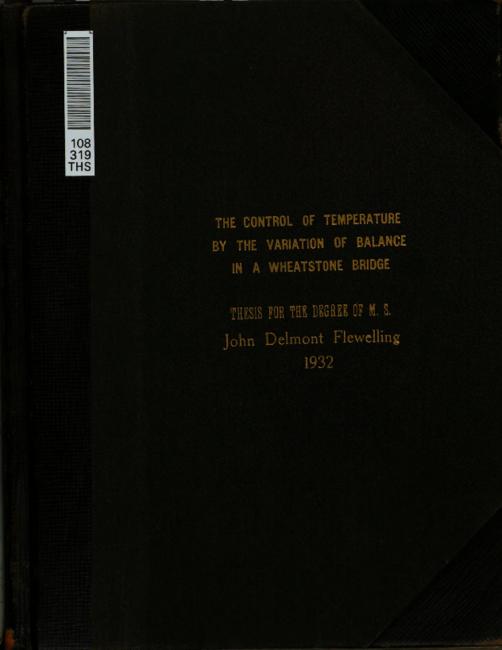 108
319
THS
THE CONTROL OF TEMPERATURE
BY THE VARIATION OF BALANCE
IN A WHEATSTONE BRIDGE
THESIS FOR THE DEGREE OF M. S.
John Delmont Flewelling
1932